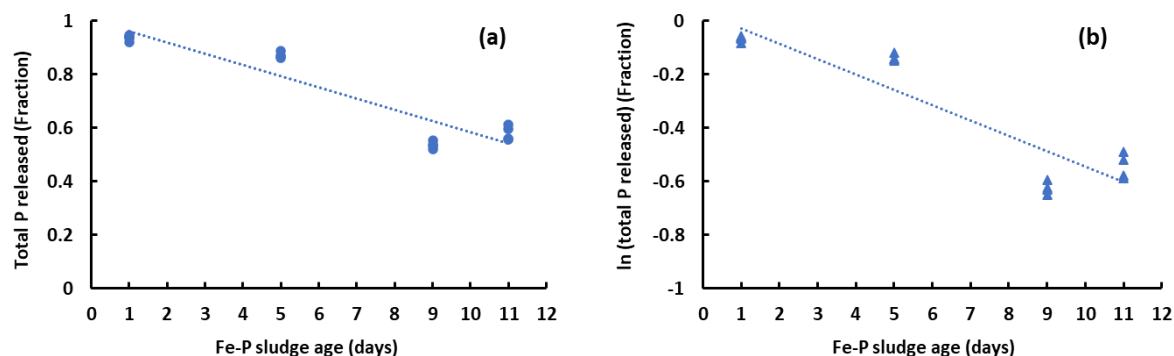 (a)
Total P released (Fraction)
1
0.8
0.6
0.4
0.2
0
0 1 2 3 4 5 6 7 8 9 10 11 12
Fe-P sludge age (days)
(b)
ln (total P released) (Fraction)
-0
-0.2
-0.4
-0.6
-0.8
-1
0 1 2 3 4 5 6 7 8 9 10 11 12
Fe-P sludge age (days)